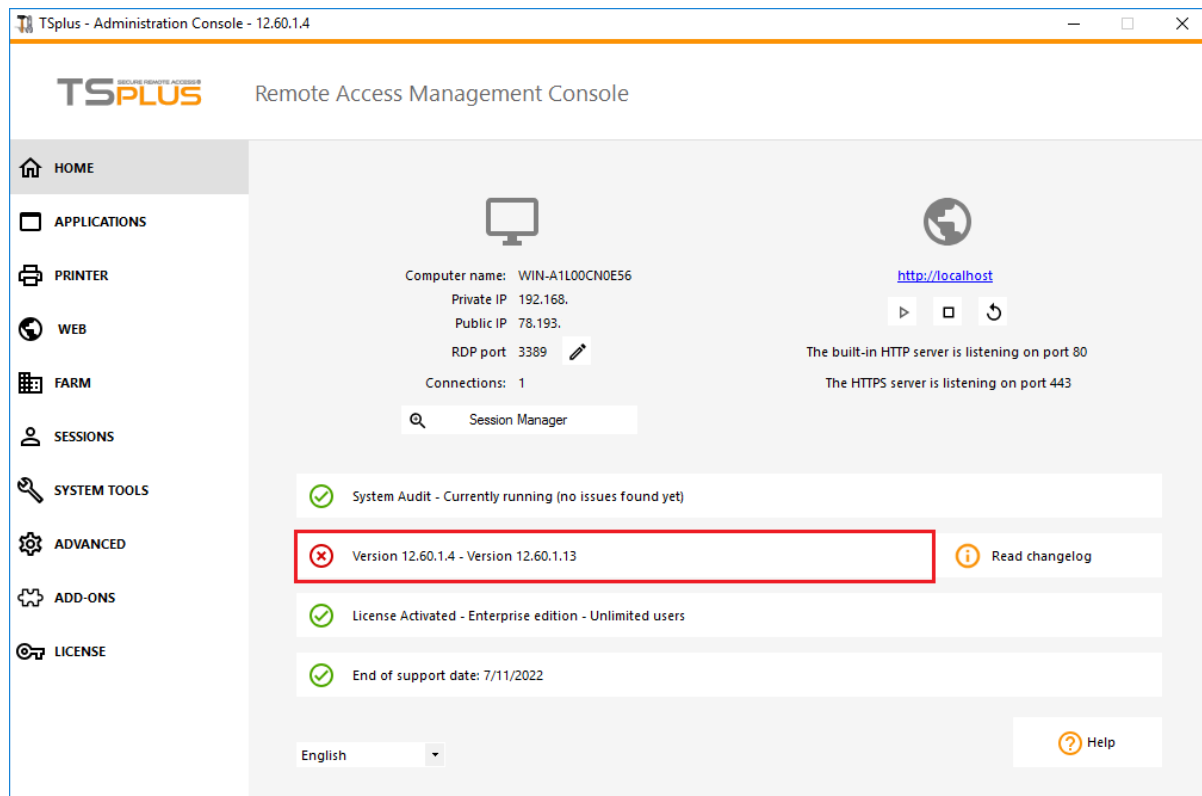 TSplus - Administration Console - 12.60.1.4
TSPLUS SECURE REMOTE ACCESS®
Remote Access Management Console
HOME
APPLICATIONS
PRINTER
WEB
FARM
SESSIONS
SYSTEM TOOLS
ADVANCED
ADD-ONS
LICENSE
Computer name: WIN-A1L00CN0E56
Private IP 192.168.
Public IP 78.193.
RDP port 3389
Connections: 1
Session Manager
http://localhost
The built-in HTTP server is listening on port 80
The HTTPS server is listening on port 443
System Audit - Currently running (no issues found yet)
Version 12.60.1.4 - Version 12.60.1.13
Read changelog
License Activated - Enterprise edition - Unlimited users
End of support date: 7/11/2022
English
Help